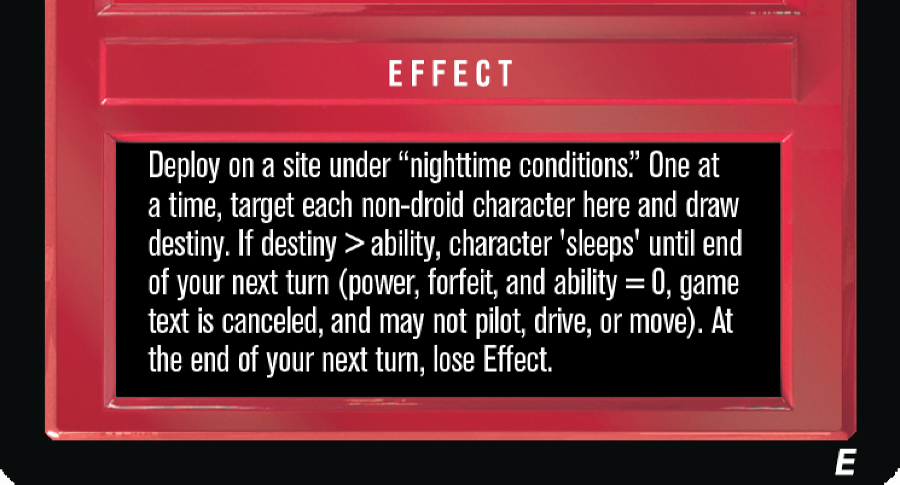 EFFECT
Deploy on a site under “nighttime conditions.” One at
a time, target each non-droid character here and draw
destiny. If destiny > ability, character 'sleeps' until end
of your next turn (power, forfeit, and ability = 0, game
text is canceled, and may not pilot, drive, or move). At
the end of your next turn, lose Effect.
E